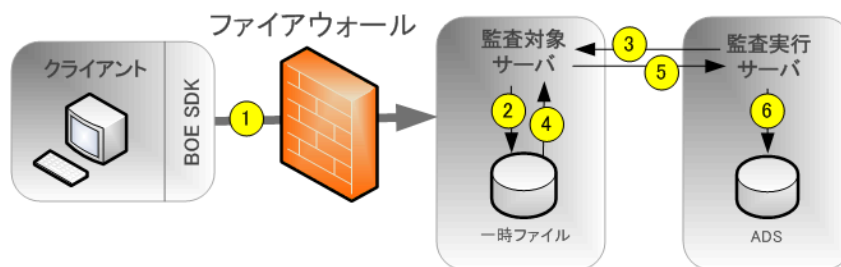 ファイアウォール
クライアント
BOE SDK
1
監査対象
サーバ
2
4
一時ファイル
3
5
監査実行
サーバ
6
ADS